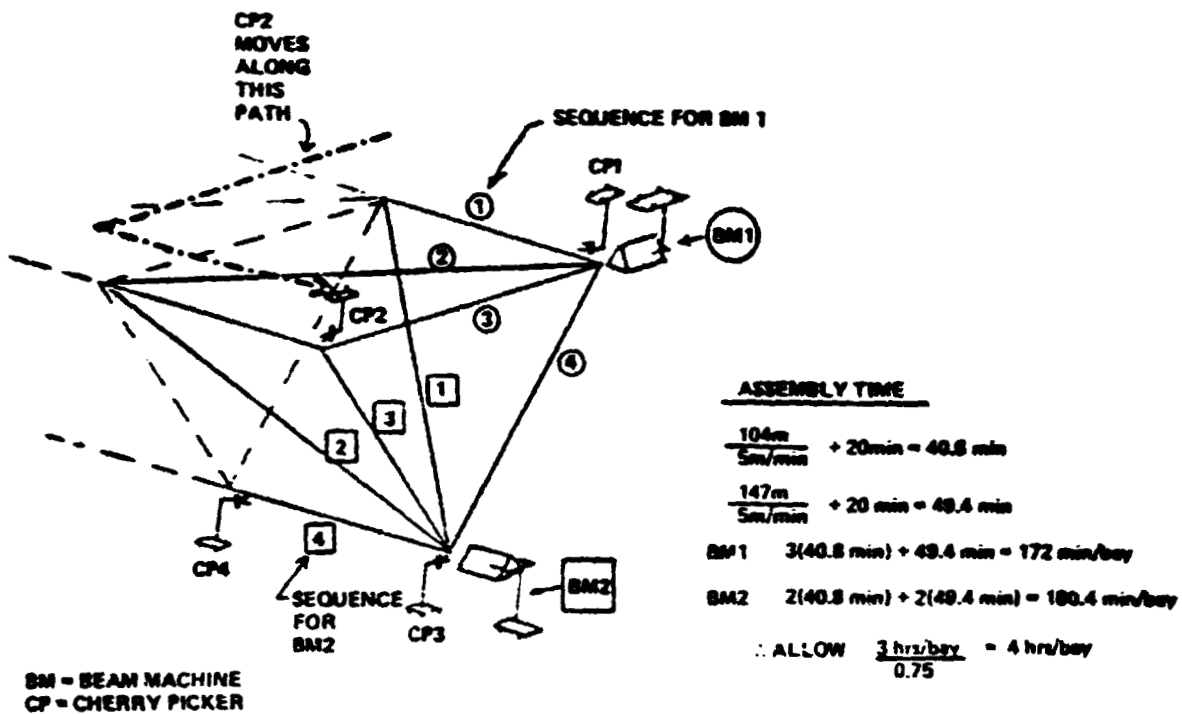 CP2
MOVES
ALONG
THIS
PATH
SEQUENCE FOR BM 1
CP1
1
BM1
2
CP2
3
4
1
3
2
4
CP4
SEQUENCE
FOR
BM2
CP3
BM2
ASSEMBLY TIME
104m
5m/min + 20min = 40.8 min
147m
5m/min + 20 min = 49.4 min
BM1 3(40.8 min) + 49.4 min = 172 min/bay
BM2 2(40.8 min) + 2(49.4 min) = 180.4 min/bay
∴ ALLOW 3 hrs/bay = 4 hrs/bay
0.75
BM = BEAM MACHINE
CP = CHERRY PICKER